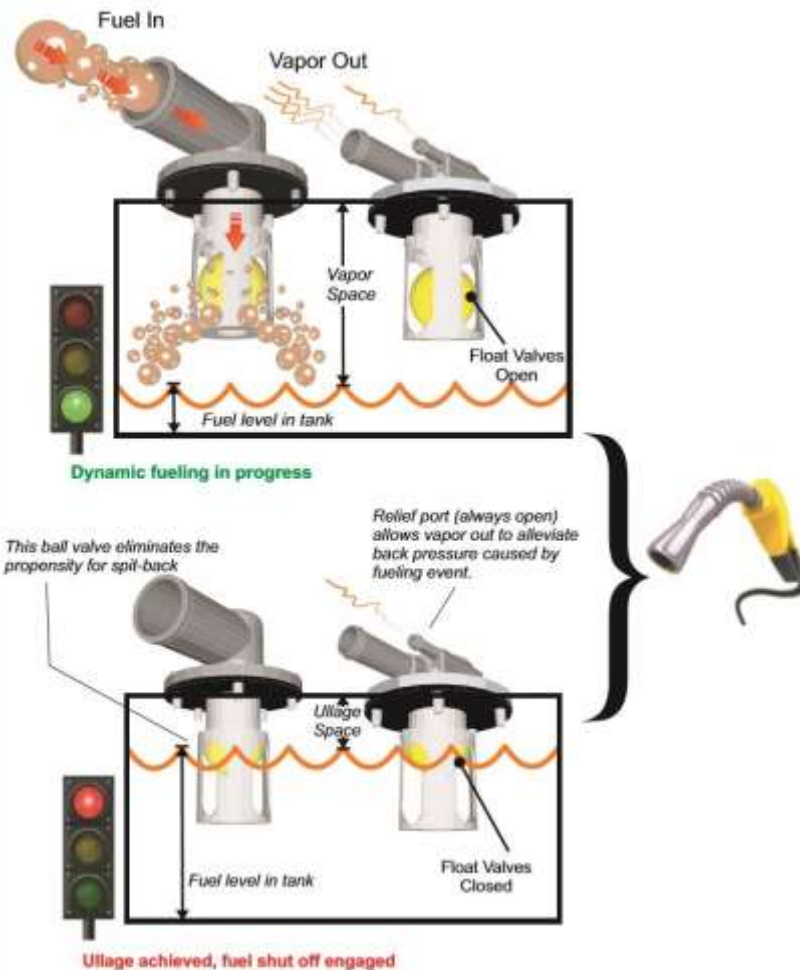 Fuel In
Vapor Out
Vapor
Space
Float Valves
Open
Fuel level in tank
Dynamic fueling in progress
This ball valve eliminates the
propensity for spit-back
Relief port (always open)
allows vapor out to alleviate
back pressure caused by
fueling event.
Ullage
Space
Fuel level in tank
Float Valves
Closed
Ullage achieved, fuel shut off engaged